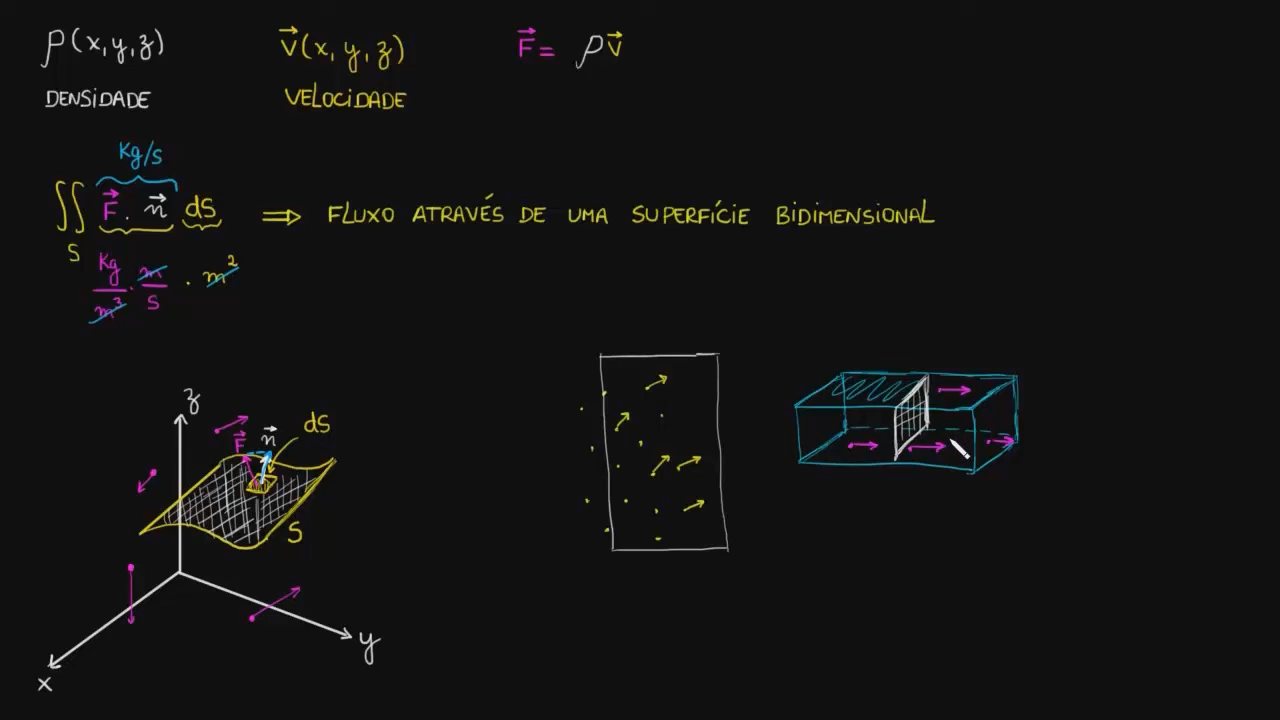 ρ(x,y,z) v⃗(x,y,z) F⃗ = ρv⃗
DENSIDADE VELOCIDADE
Kg/s
∬ F⃗ . n⃗ dS ⟹ FLUXO ATRAVÉS DE UMA SUPERFÍCIE BIDIMENSIONAL
S
Kg/m³ . m/s . m²
z
dS
F⃗ n⃗
S
y
x